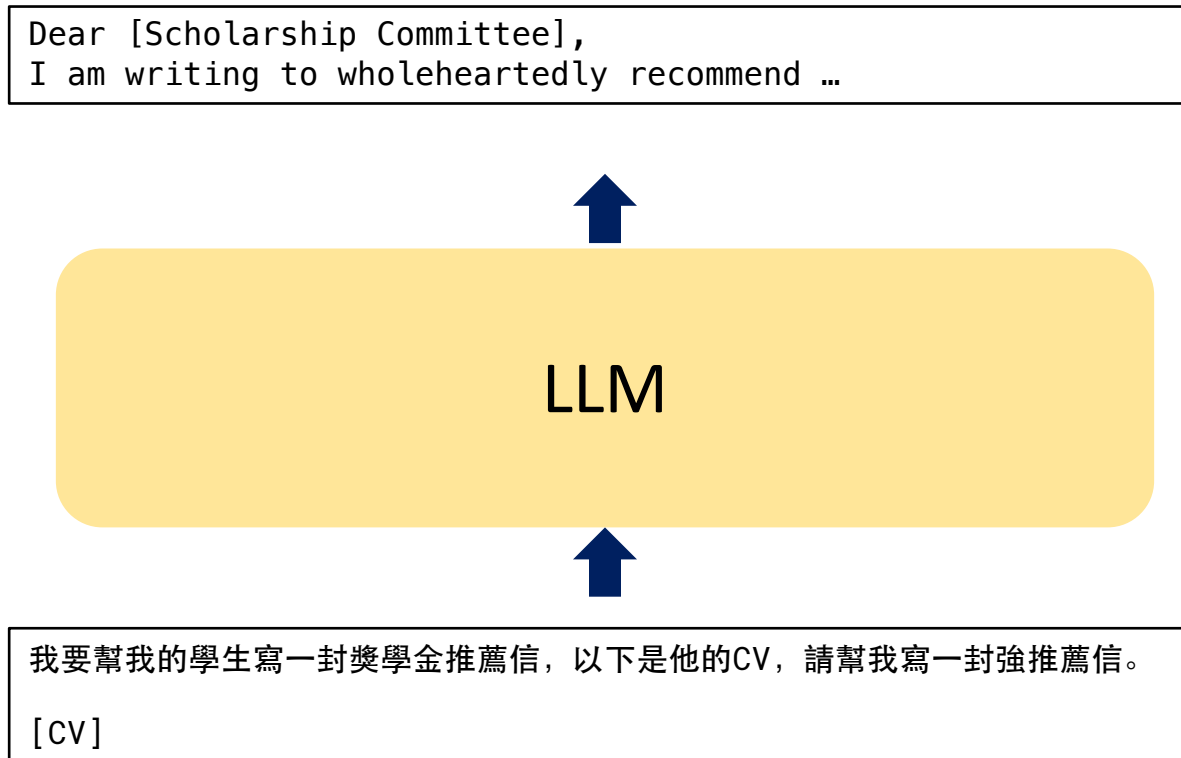 Dear [Scholarship Committee],
I am writing to wholeheartedly recommend …
LLM
我要幫我的學生寫一封獎學金推薦信，以下是他的CV，請幫我寫一封強推薦信。
[CV]